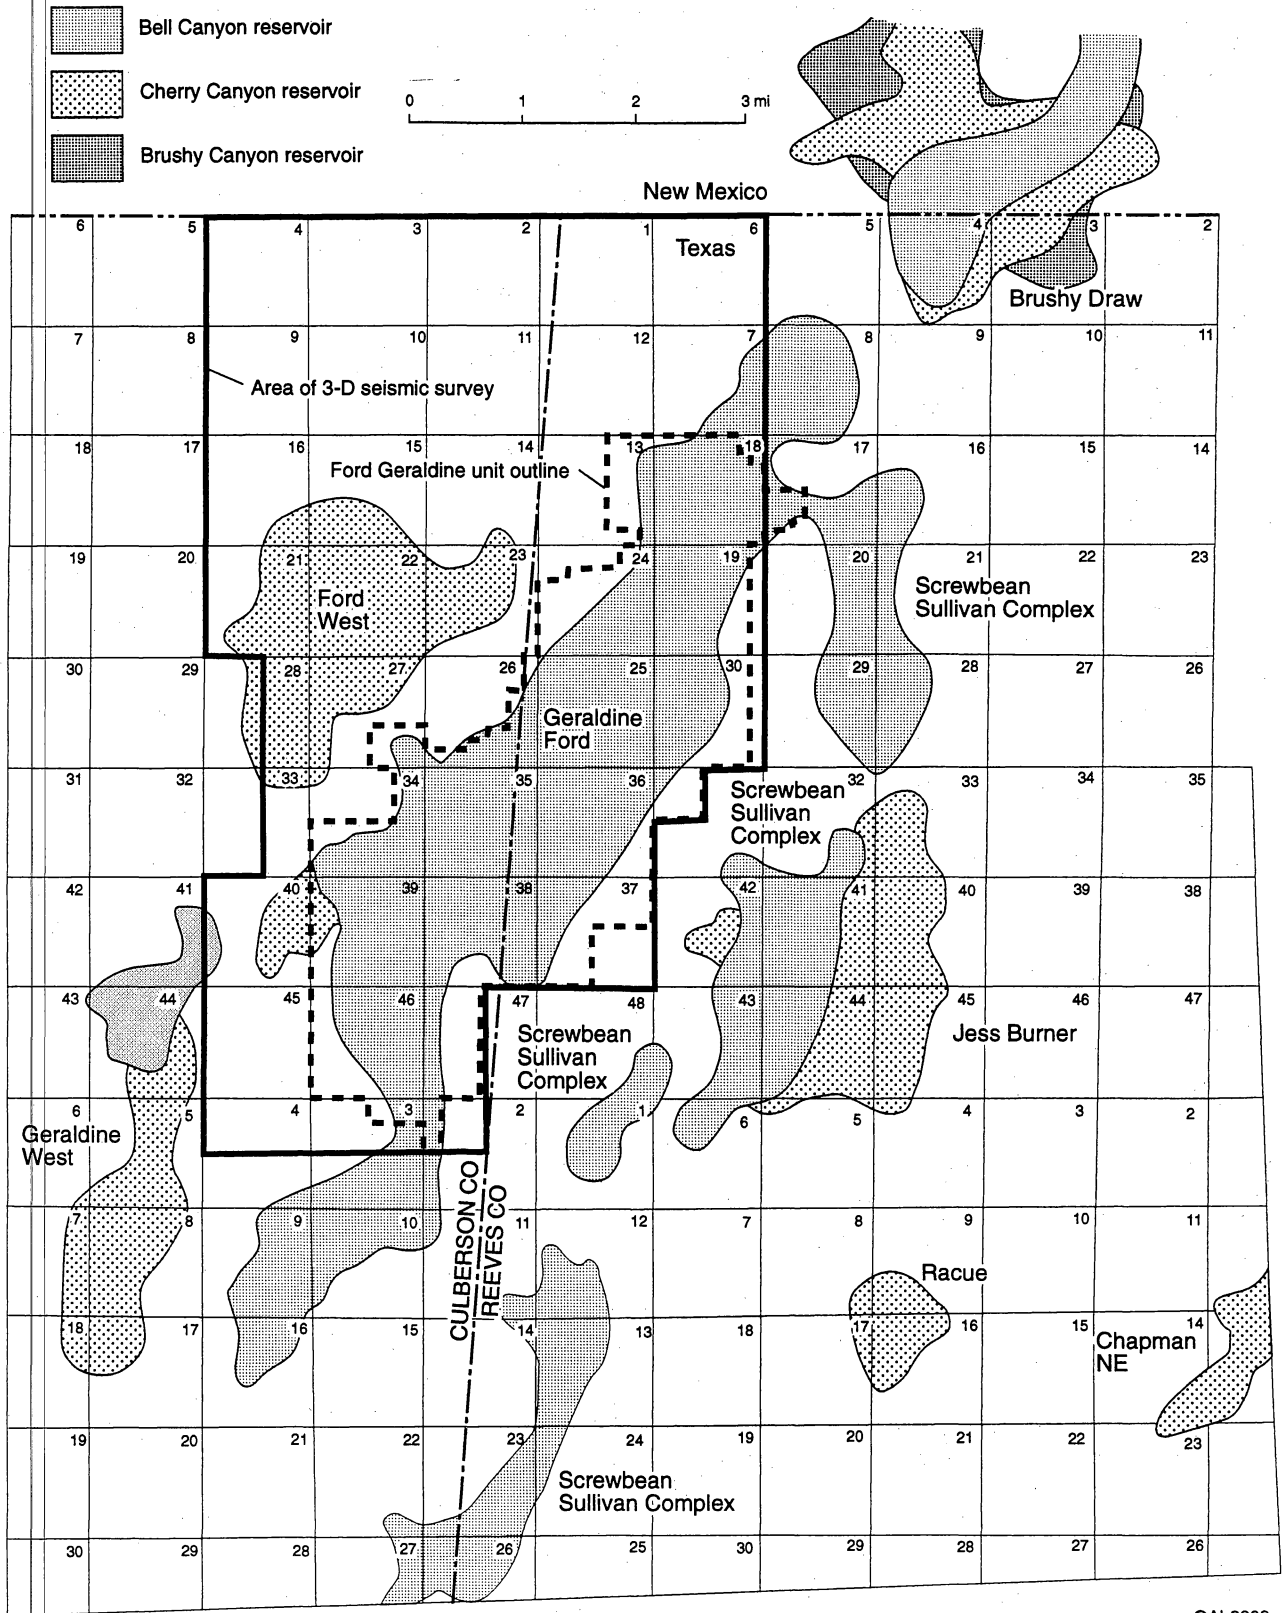 Bell Canyon reservoir
Cherry Canyon reservoir
Brushy Canyon reservoir
0 1 2 3 mi
New Mexico
6 5 4 3 2 1 6 5 4 3 2
Texas
Brushy Draw
7 8 9 10 11 12 7 8 9 10 11
Area of 3-D seismic survey
18 17 16 15 14 13 18 17 16 15 14
Ford Geraldine unit outline
19 20 21 22 23 24 19 20 21 22 23
Screwbean
Sullivan Complex
Ford
West
30 29 28 27 26 25 30 29 28 27 26
Geraldine
Ford
31 32 33 34 35 36 32 33 34 35
Screwbean
Sullivan
Complex
42 41 40 39 38 37 42 41 40 39 38
43 44 45 46 47 48 43 44 45 46 47
Jess Burner
Screwbean
Sullivan
Complex
6 5 4 3 2 1 6 5 4 3 2
Geraldine
West
CULBERSON CO
REEVES CO
7 8 9 10 11 12 7 8 9 10 11
Racue
18 17 16 15 14 13 18 17 16 15 14
Chapman
NE
19 20 21 22 23 24 19 20 21 22 23
Screwbean
Sullivan Complex
30 29 28 27 26 25 30 29 28 27 26